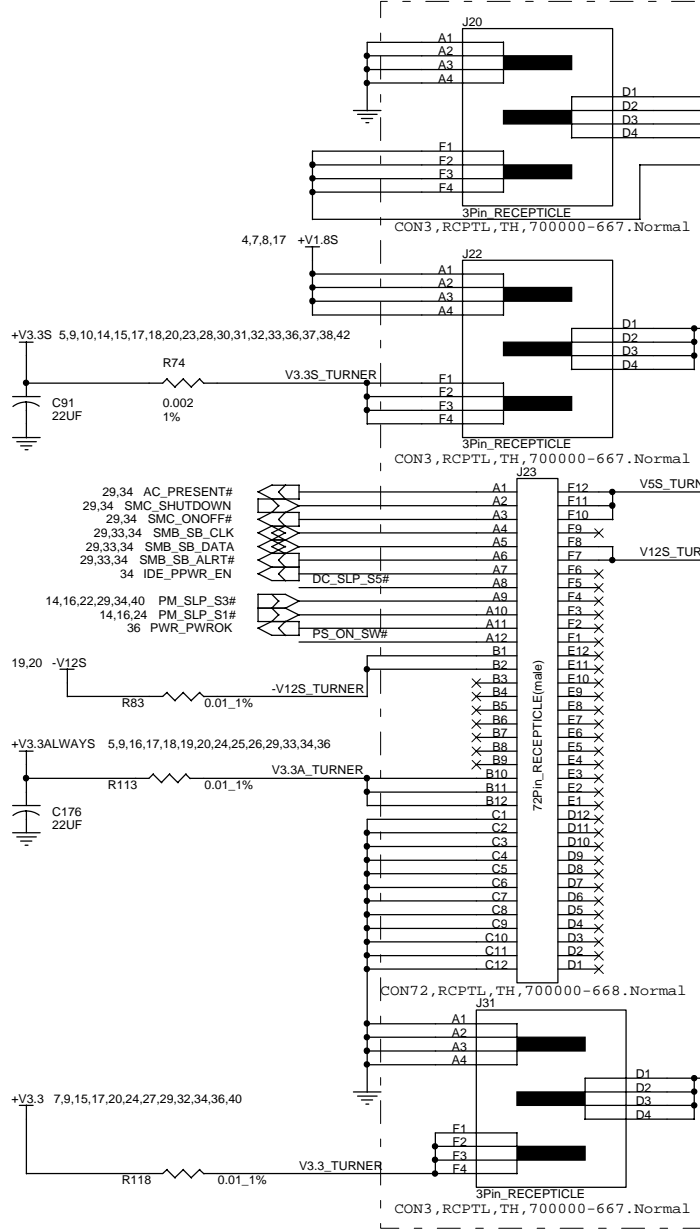 J20
A1
A2
A3
A4
D1
D2
D3
D4
F1
F2
F3
F4
3Pin_RECEPTICLE
CON3,RCPTL,TH,700000-667.Normal
4,7,8,17 +V1.8S
J22
A1
A2
A3
A4
D1
D2
D3
D4
+V3.3S 5,9,10,14,15,17,18,20,23,28,30,31,32,33,36,37,38,42
R74
V3.3S_TURNER
F1
F2
F3
F4
C91
22UF
0.002
1%
3Pin_RECEPTICLE
CON3,RCPTL,TH,700000-667.Normal
J23
29,34 AC_PRESENT# A1 F12 V5S_TURN
29,34 SMC_SHUTDOWN A2 F11
29,34 SMC_ONOFF# A3 F10
29,33,34 SMB_SB_CLK A4 F9
29,33,34 SMB_SB_DATA A5 F8
29,33,34 SMB_SB_ALRT# A6 F7 V12S_TUR
34 IDE_PPWR_EN A7 F6
DC_SLP_S5# A8 F5
14,16,22,29,34,40 PM_SLP_S3# A9 F4
14,16,24 PM_SLP_S1# A10 F3
36 PWR_PWROK A11 F2
PS_ON_SW# A12 F1
B1 E12
19,20 -V12S B2 E11
R83 0.01_1% -V12S_TURNER B3 E10
B4 E9
B5 E8
B6 E7
B7 E6
B8 E5
B9 E4
72Pin_RECEPTICLE(male)
+V3.3ALWAYS 5,9,16,17,18,19,20,24,25,26,29,33,34,36
R113 0.01_1% V3.3A_TURNER B10 E3
B11 E2
B12 E1
C176
22UF
C1 D12
C2 D11
C3 D10
C4 D9
C5 D8
C6 D7
C7 D6
C8 D5
C9 D4
C10 D3
C11 D2
C12 D1
CON72,RCPTL,TH,700000-668.Normal
J31
A1
A2
A3
A4
D1
D2
D3
D4
+V3.3 7,9,15,17,20,24,27,29,32,34,36,40
F1
F2
F3
F4
R118 0.01_1% V3.3_TURNER
3Pin_RECEPTICLE
CON3,RCPTL,TH,700000-667.Normal